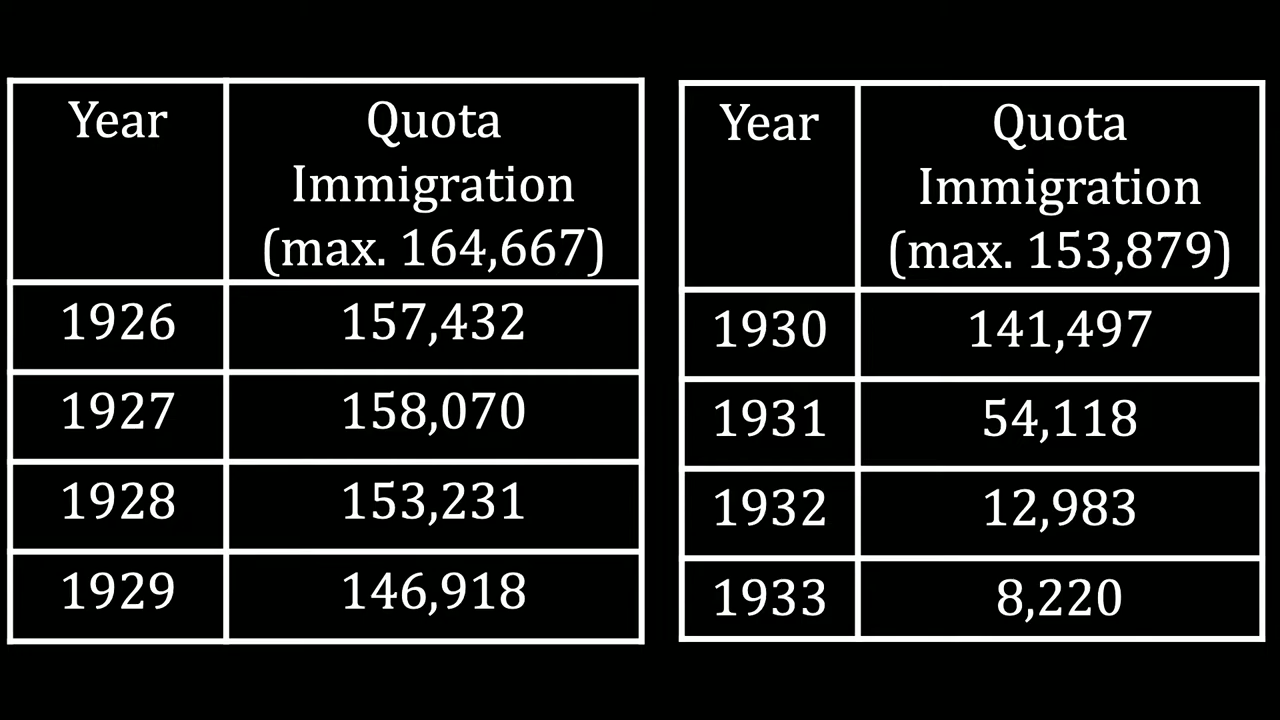 Year
Quota
Immigration
(max. 164,667)
1926
157,432
1927
158,070
1928
153,231
1929
146,918
Year
Quota
Immigration
(max. 153,879)
1930
141,497
1931
54,118
1932
12,983
1933
8,220